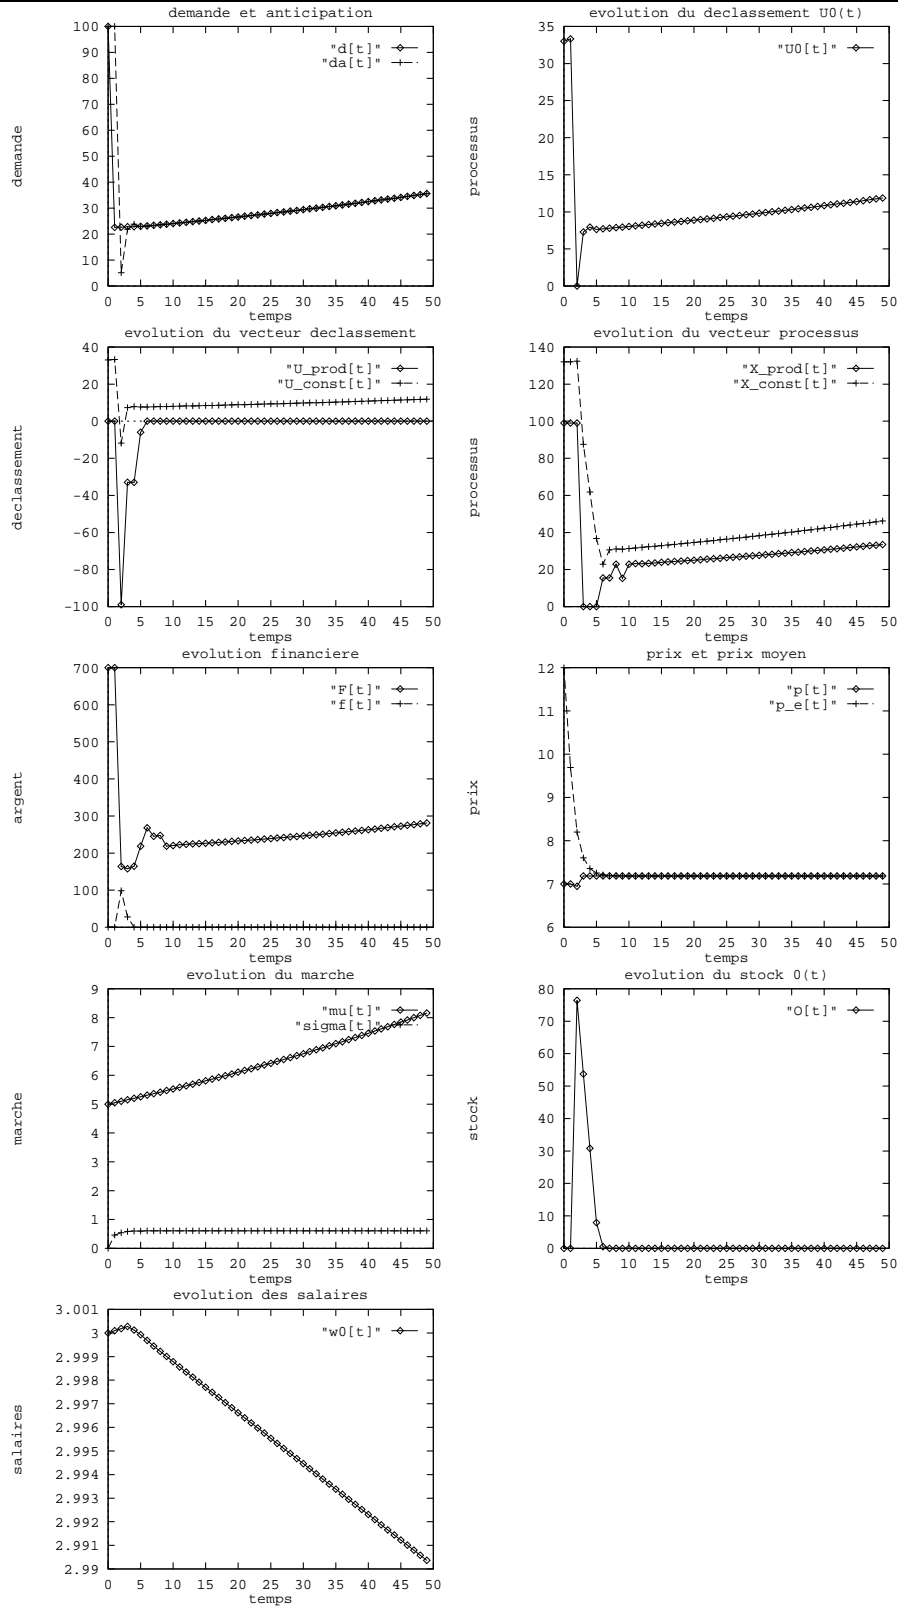 demande et anticipation
100
90
80
70
60
50
40
30
20
10
0
0 5 10 15 20 25 30 35 40 45 50
temps
demande
"d[t]"
"da[t]"
evolution du declassement U0(t)
35
30
25
20
15
10
5
0
0 5 10 15 20 25 30 35 40 45 50
temps
processus
"U0[t]"
evolution du vecteur declassement
40
20
0
-20
-40
-60
-80
-100
0 5 10 15 20 25 30 35 40 45 50
temps
declassement
"U_prod[t]"
"U_const[t]"
evolution du vecteur processus
140
120
100
80
60
40
20
0
0 5 10 15 20 25 30 35 40 45 50
temps
processus
"X_prod[t]"
"X_const[t]"
evolution financiere
700
600
500
400
300
200
100
0
0 5 10 15 20 25 30 35 40 45 50
temps
argent
"F[t]"
"f[t]"
prix et prix moyen
12
11
10
9
8
7
6
0 5 10 15 20 25 30 35 40 45 50
temps
prix
"p[t]"
"p_e[t]"
evolution du marche
9
8
7
6
5
4
3
2
1
0
0 5 10 15 20 25 30 35 40 45 50
temps
marche
"mu[t]"
"sigma[t]"
evolution du stock 0(t)
80
70
60
50
40
30
20
10
0
0 5 10 15 20 25 30 35 40 45 50
temps
stock
"O[t]"
evolution des salaires
3.001
3
2.999
2.998
2.997
2.996
2.995
2.994
2.993
2.992
2.991
2.99
0 5 10 15 20 25 30 35 40 45 50
temps
salaires
"w0[t]"